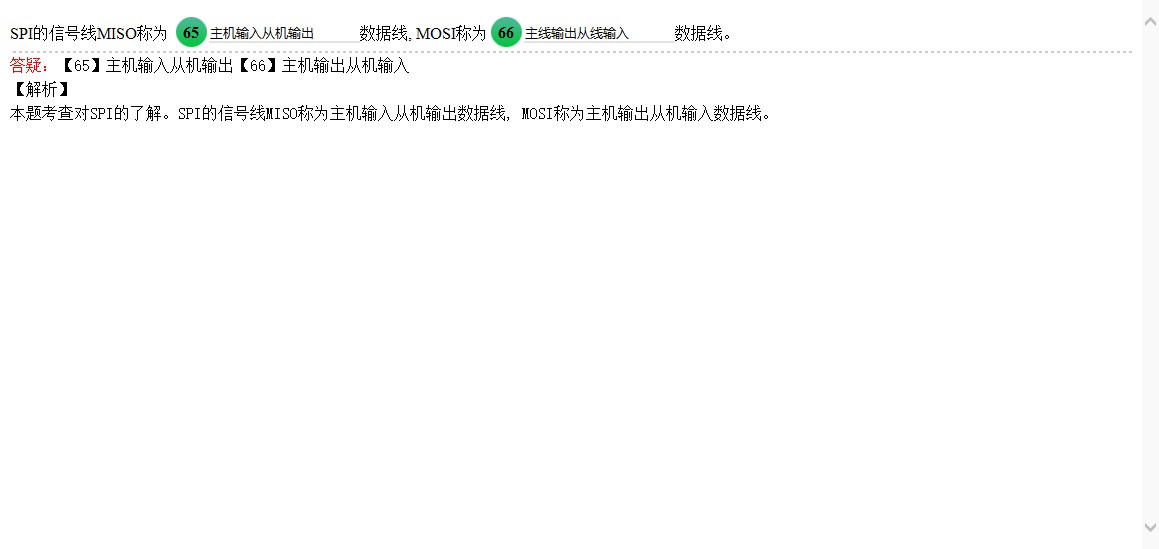 SPI的信号线MISO称为 65 主机输入从机输出 数据线, MOSI称为 66 主线输出从线输入 数据线。
答疑：【65】主机输入从机输出【66】主机输出从机输入
【解析】
本题考查对SPI的了解。SPI的信号线MISO称为主机输入从机输出数据线, MOSI称为主机输出从机输入数据线。